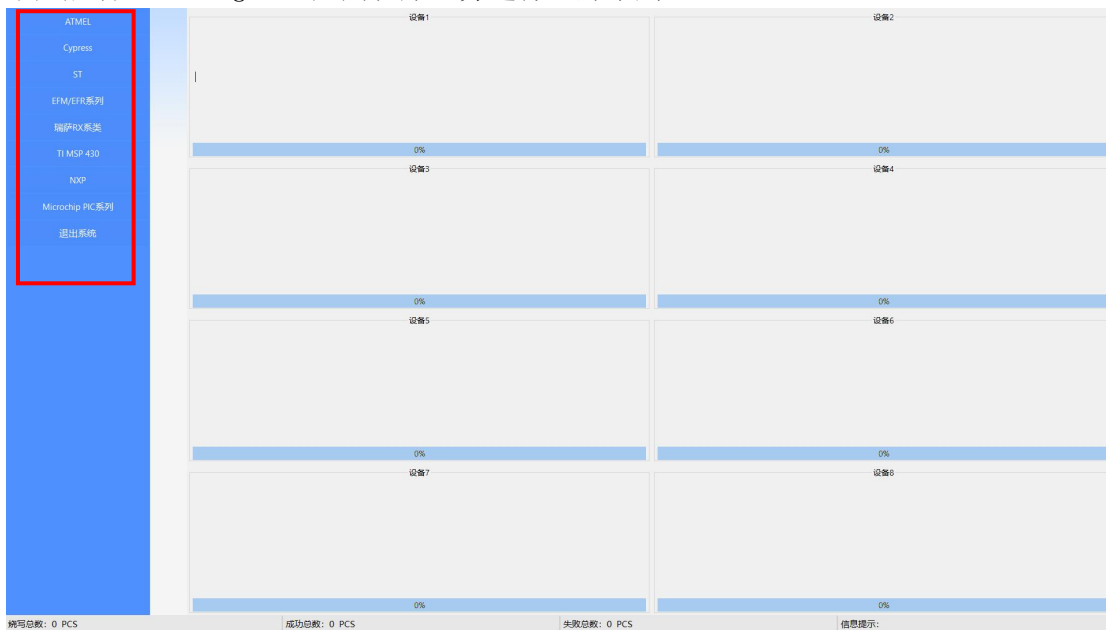 ATMEL
Cypress
ST
EFM/EFR系列
瑞萨RX系类
TI MSP 430
NXP
Microchip PIC系列
退出系统
设备1
0%
设备2
0%
设备3
0%
设备4
0%
设备5
0%
设备6
0%
设备7
0%
设备8
0%
烧写总数: 0 PCS
成功总数: 0 PCS
失败总数: 0 PCS
信息提示: